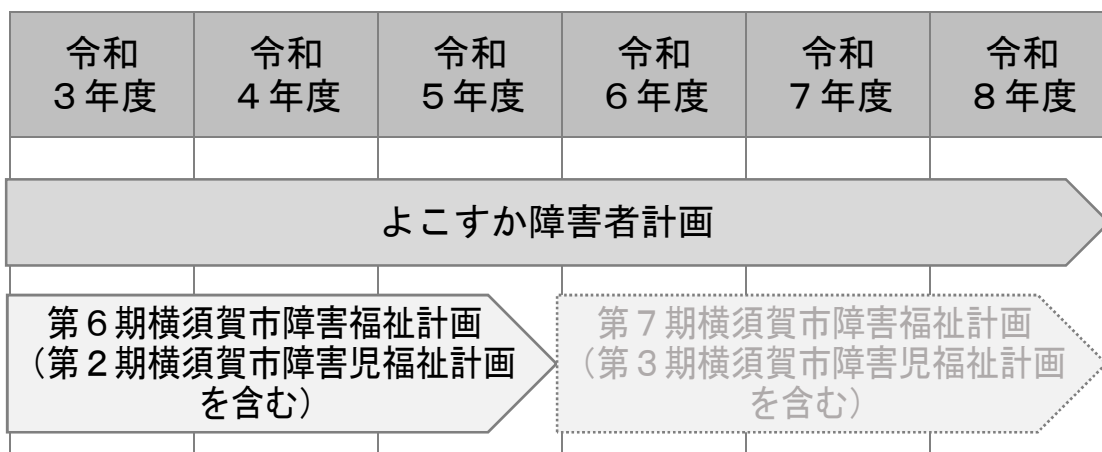 令和
３年度
令和
４年度
令和
５年度
令和
６年度
令和
７年度
令和
８年度
よこすか障害者計画
第６期横須賀市障害福祉計画
（第２期横須賀市障害児福祉計画
を含む）
第７期横須賀市障害福祉計画
（第３期横須賀市障害児福祉計画
を含む）